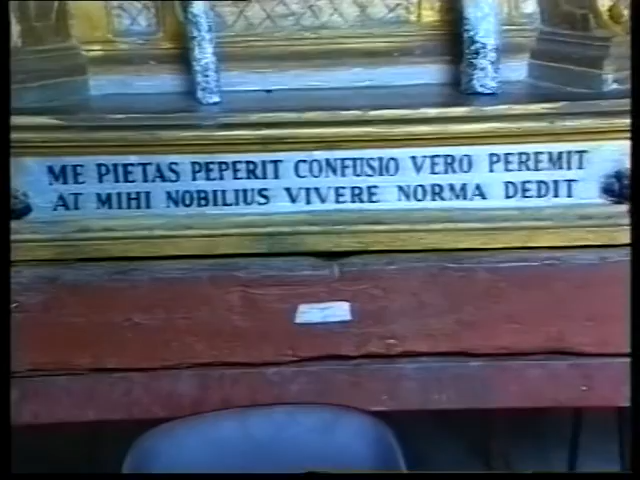 ME PIETAS PEPERIT CONFUSIO VERO PEREMIT
AT MIHI NOBILIUS VIVERE NORMA DEDIT